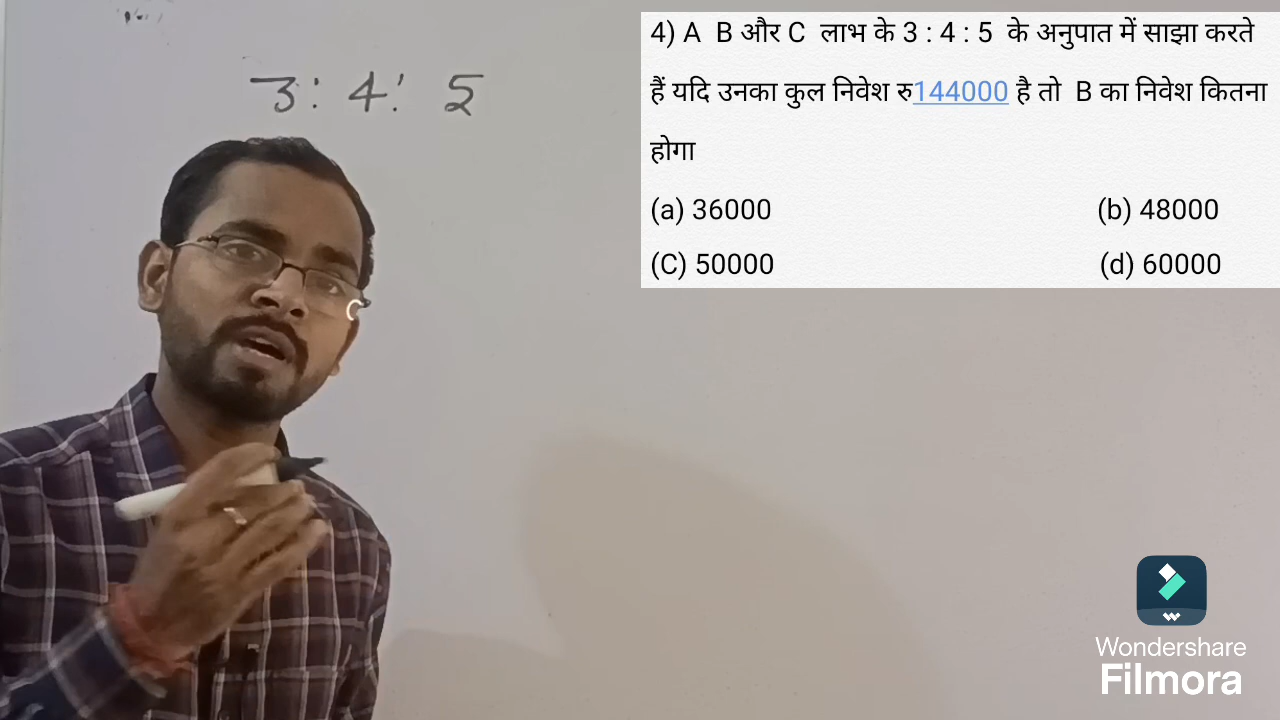 3 : 4 : 5
4) A B और C लाभ के 3 : 4 : 5 के अनुपात में साझा करते
हैं यदि उनका कुल निवेश रु144000 है तो B का निवेश कितना
होगा
(a) 36000 (b) 48000
(C) 50000 (d) 60000
Wondershare
Filmora